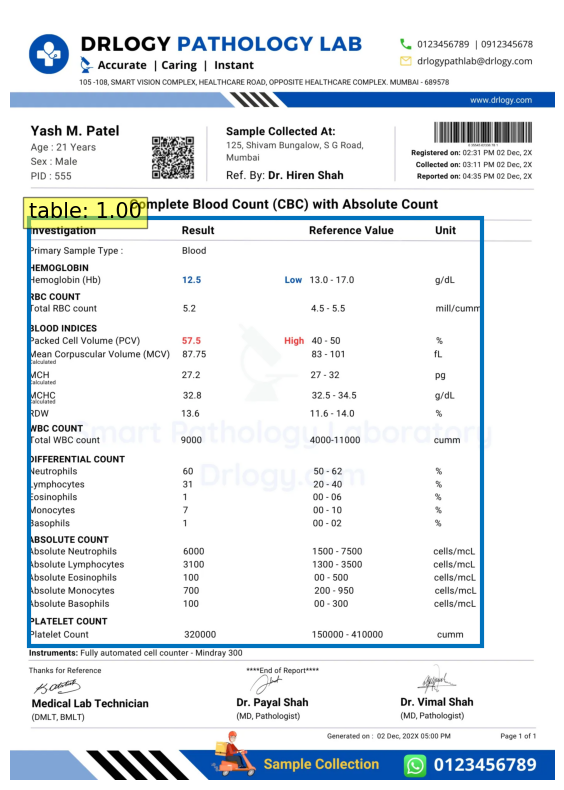 DRLOGY PATHOLOGY LAB
Accurate | Caring | Instant
0123456789 | 0912345678
drlogypathlab@drlogy.com
105 -108, SMART VISION COMPLEX, HEALTHCARE ROAD, OPPOSITE HEALTHCARE COMPLEX. MUMBAI - 689578
www.drlogy.com
Yash M. Patel
Age : 21 Years
Sex : Male
PID : 555
Sample Collected At:
125, Shivam Bungalow, S G Road,
Mumbai
Ref. By: Dr. Hiren Shah
Registered on: 02:31 PM 02 Dec, 2X
Collected on: 03:11 PM 02 Dec, 2X
Reported on: 04:35 PM 02 Dec, 2X
table: 1.00
Complete Blood Count (CBC) with Absolute Count
Investigation Result Reference Value Unit
Primary Sample Type : Blood
HEMOGLOBIN
Hemoglobin (Hb) 12.5 Low 13.0 - 17.0 g/dL
RBC COUNT
Total RBC count 5.2 4.5 - 5.5 mill/cumm
BLOOD INDICES
Packed Cell Volume (PCV) 57.5 High 40 - 50 %
Mean Corpuscular Volume (MCV) 87.75 83 - 101 fL
Calculated
MCH 27.2 27 - 32 pg
Calculated
MCHC 32.8 32.5 - 34.5 g/dL
Calculated
RDW 13.6 11.6 - 14.0 %
WBC COUNT
Total WBC count 9000 4000-11000 cumm
Smart Pathology Laboratory
Drlogy.com
DIFFERENTIAL COUNT
Neutrophils 60 50 - 62 %
Lymphocytes 31 20 - 40 %
Eosinophils 1 00 - 06 %
Monocytes 7 00 - 10 %
Basophils 1 00 - 02 %
ABSOLUTE COUNT
Absolute Neutrophils 6000 1500 - 7500 cells/mcL
Absolute Lymphocytes 3100 1300 - 3500 cells/mcL
Absolute Eosinophils 100 00 - 500 cells/mcL
Absolute Monocytes 700 200 - 950 cells/mcL
Absolute Basophils 100 00 - 300 cells/mcL
PLATELET COUNT
Platelet Count 320000 150000 - 410000 cumm
Instruments: Fully automated cell counter - Mindray 300
Thanks for Reference ****End of Report****
Medical Lab Technician
(DMLT, BMLT)
Dr. Payal Shah
(MD, Pathologist)
Dr. Vimal Shah
(MD, Pathologist)
Generated on : 02 Dec, 202X 05:00 PM Page 1 of 1
Sample Collection 0123456789